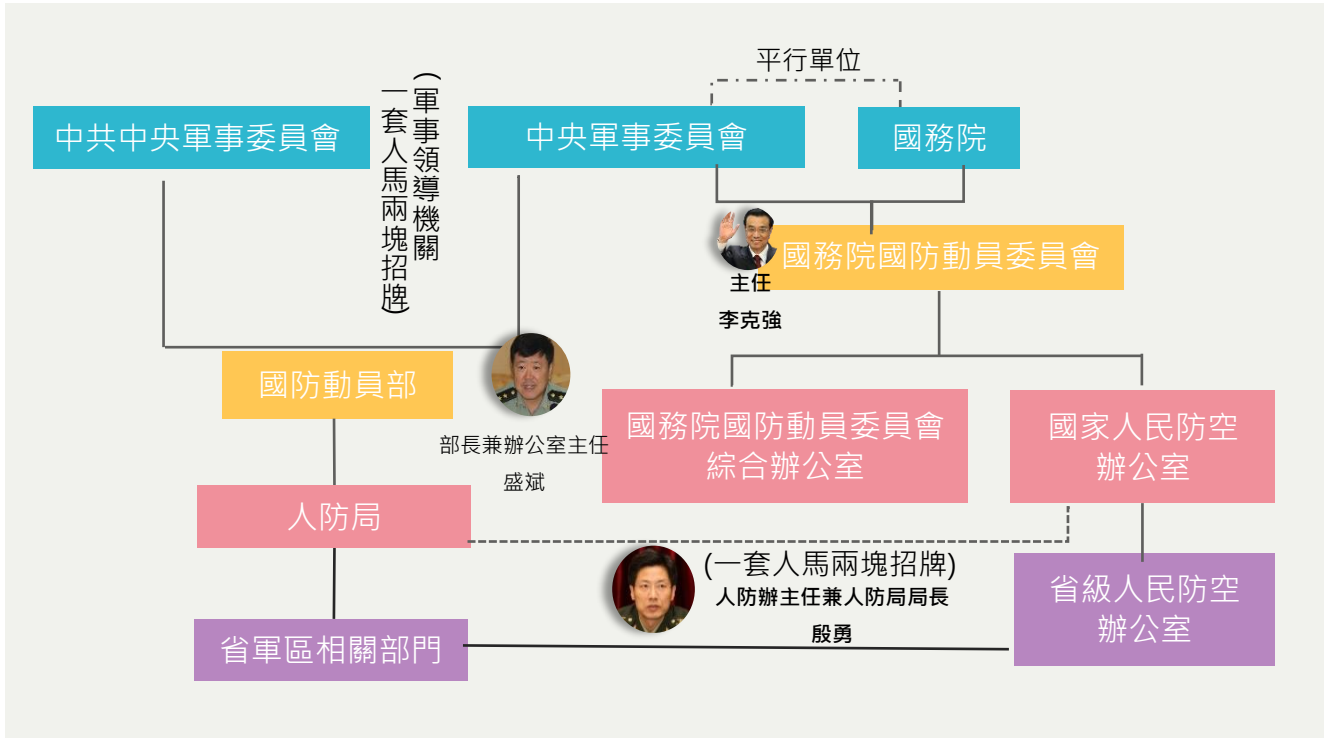 平行單位
中共中央軍事委員會
(軍事領導機關
一套人馬兩塊招牌)
中央軍事委員會
國務院
國務院國防動員委員會
主任
李克強
國防動員部
部長兼辦公室主任
盛斌
國務院國防動員委員會
綜合辦公室
國家人民防空
辦公室
人防局
(一套人馬兩塊招牌)
人防辦主任兼人防局局長
殷勇
省級人民防空
辦公室
省軍區相關部門